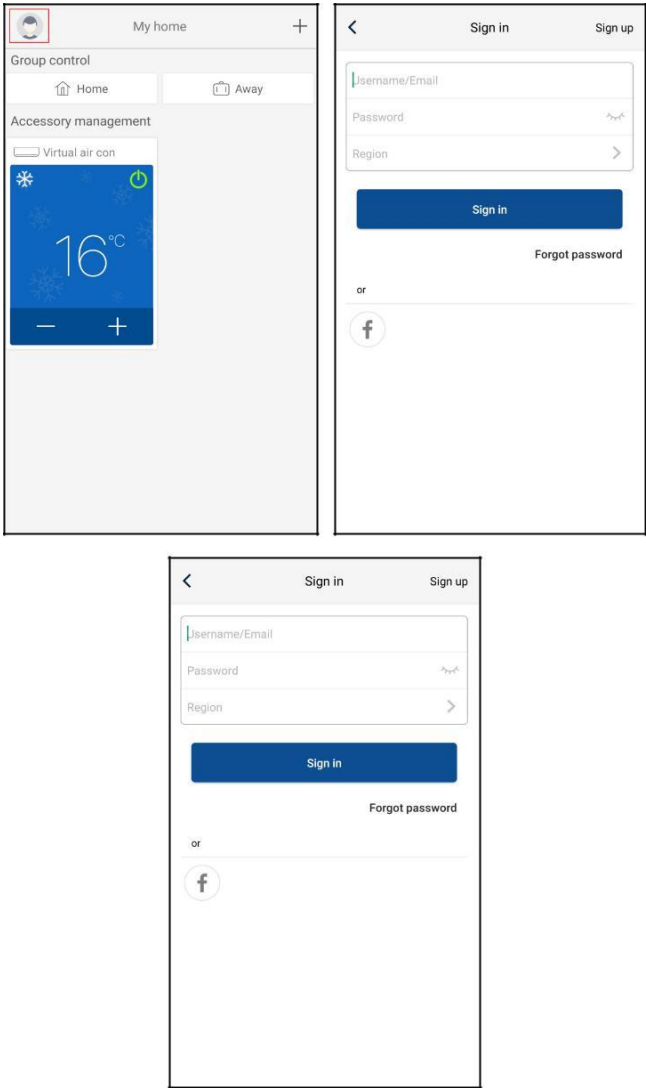 My home
Group control
Home
Away
Accessory management
Virtual air con
16°C
Sign in
Sign up
Username/Email
Password
Region
Sign in
Forgot password
or
f
Sign in
Sign up
Username/Email
Password
Region
Sign in
Forgot password
or
f